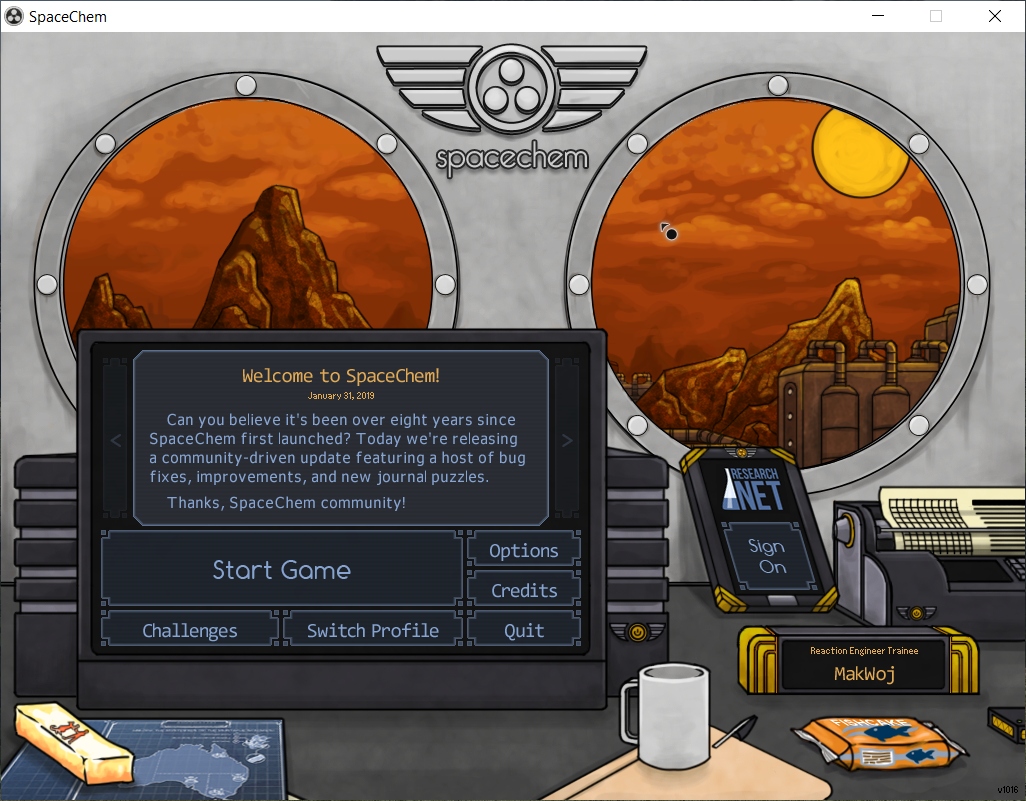 SpaceChem
spacechem
Welcome to SpaceChem!
January 31, 2019
Can you believe it's been over eight years since
SpaceChem first launched? Today we're releasing
a community-driven update featuring a host of bug
fixes, improvements, and new journal puzzles.
Thanks, SpaceChem community!
Start Game
Options
Credits
Challenges
Switch Profile
Quit
RESEARCH
NET
Sign
On
Reaction Engineer Trainee
MakWoj
FISHCAKE
v1016